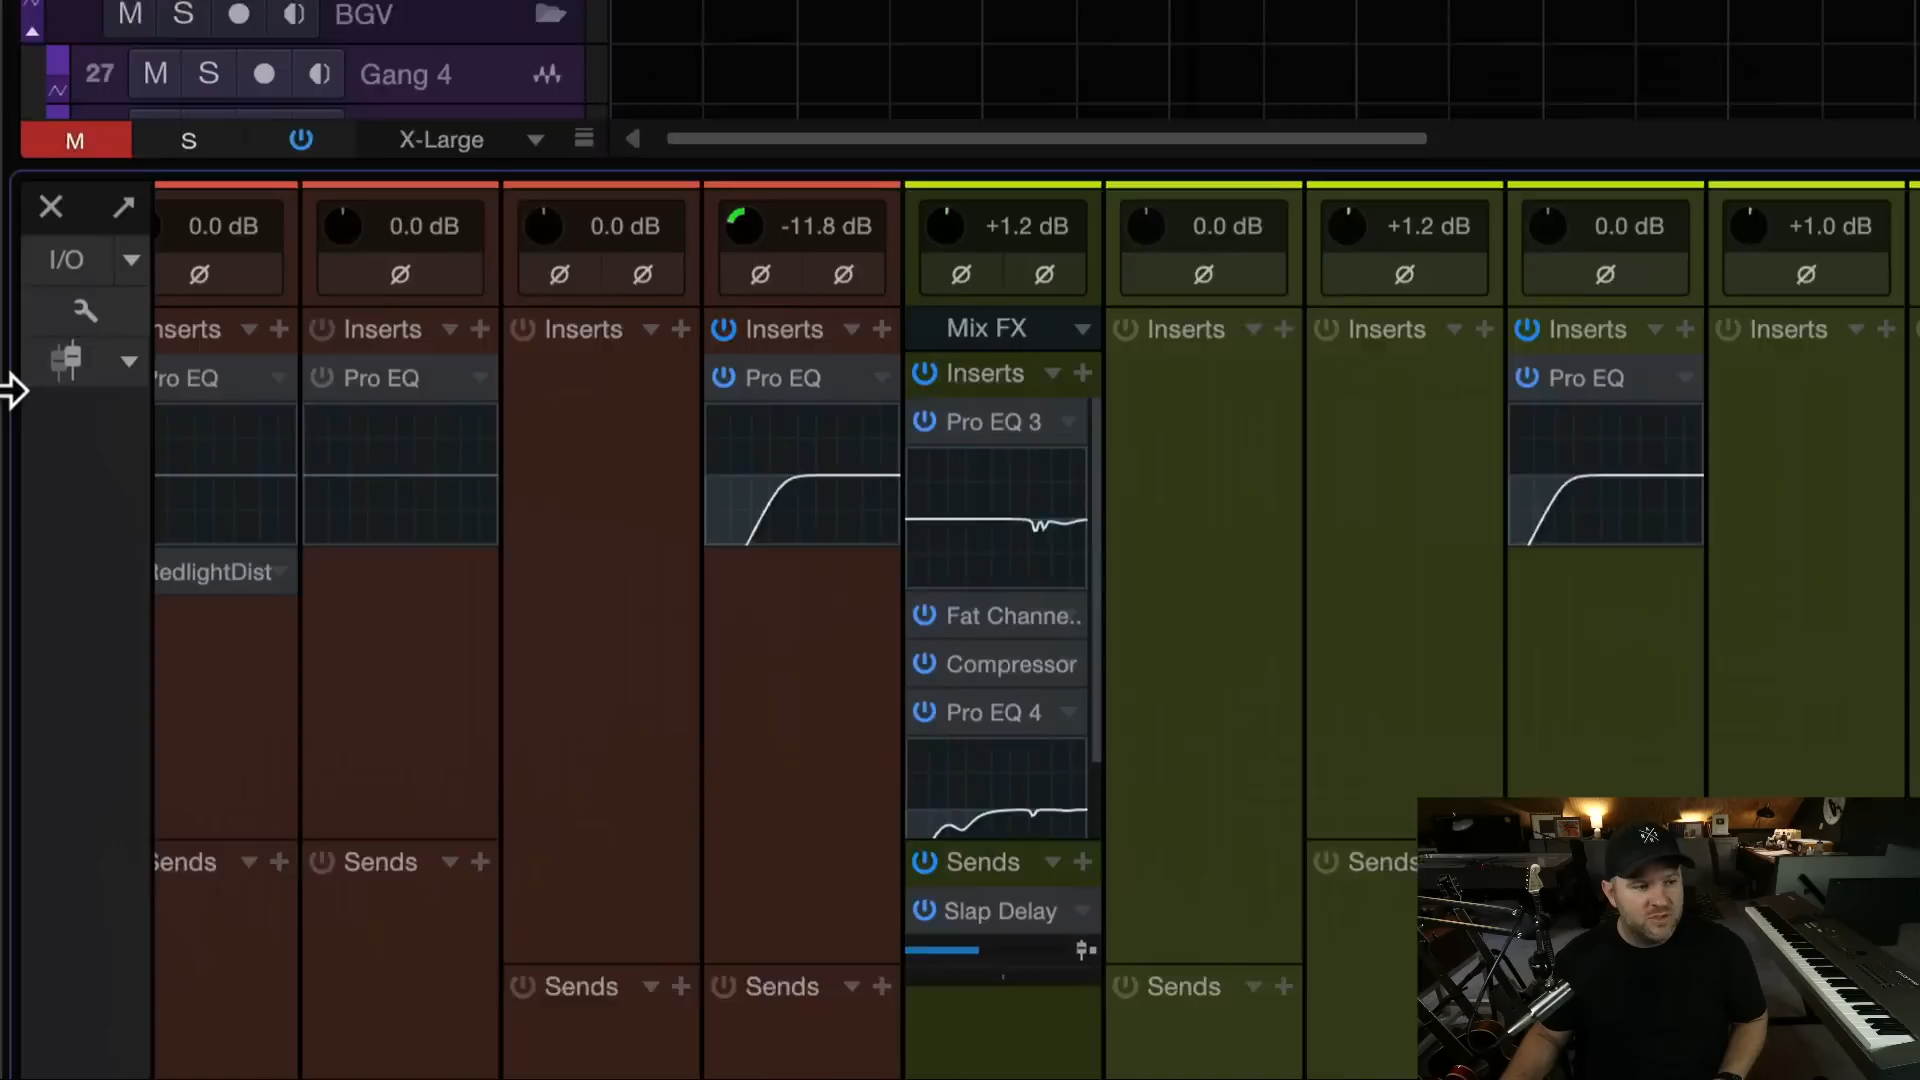 M S BGV
27 M S Gang 4
M S X-Large
0.0 dB 0.0 dB 0.0 dB -11.8 dB +1.2 dB 0.0 dB +1.2 dB 0.0 dB +1.0 dB
I/O Ø Ø Ø Ø Ø Ø Ø Ø Ø Ø Ø Ø
nserts Inserts Inserts Inserts Mix FX Inserts Inserts Inserts Inserts
Inserts
Pro EQ Pro EQ Pro EQ Pro EQ
Pro EQ 3
RedlightDist
Fat Channe..
Compressor
Pro EQ 4
Sends Sends Sends Sends
Slap Delay
Sends Sends Sends